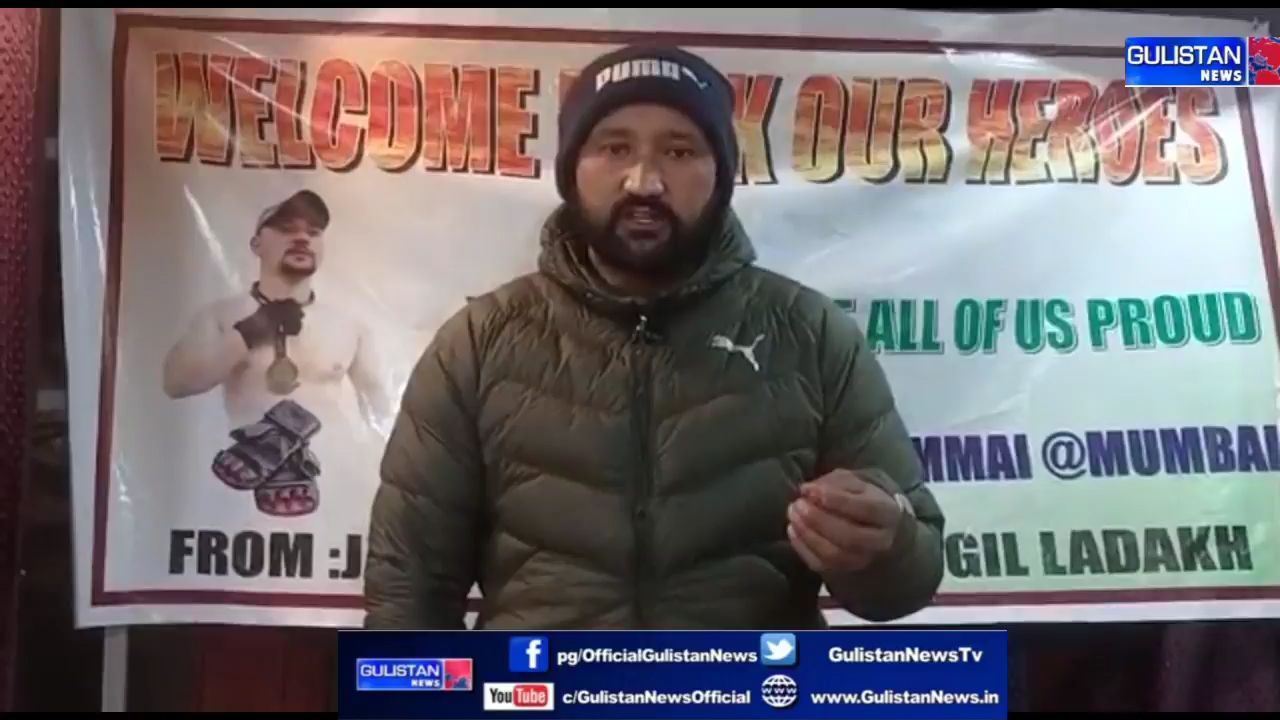 GULISTAN
NEWS
puma
WELCOME OUR HEROES
ALL OF US PROUD
@MUMBAI
FROM :J GIL LADAKH
GULISTAN
NEWS
f pg/OfficialGulistanNews GulistanNewsTv
YouTube c/GulistanNewsOfficial www.GulistanNews.in